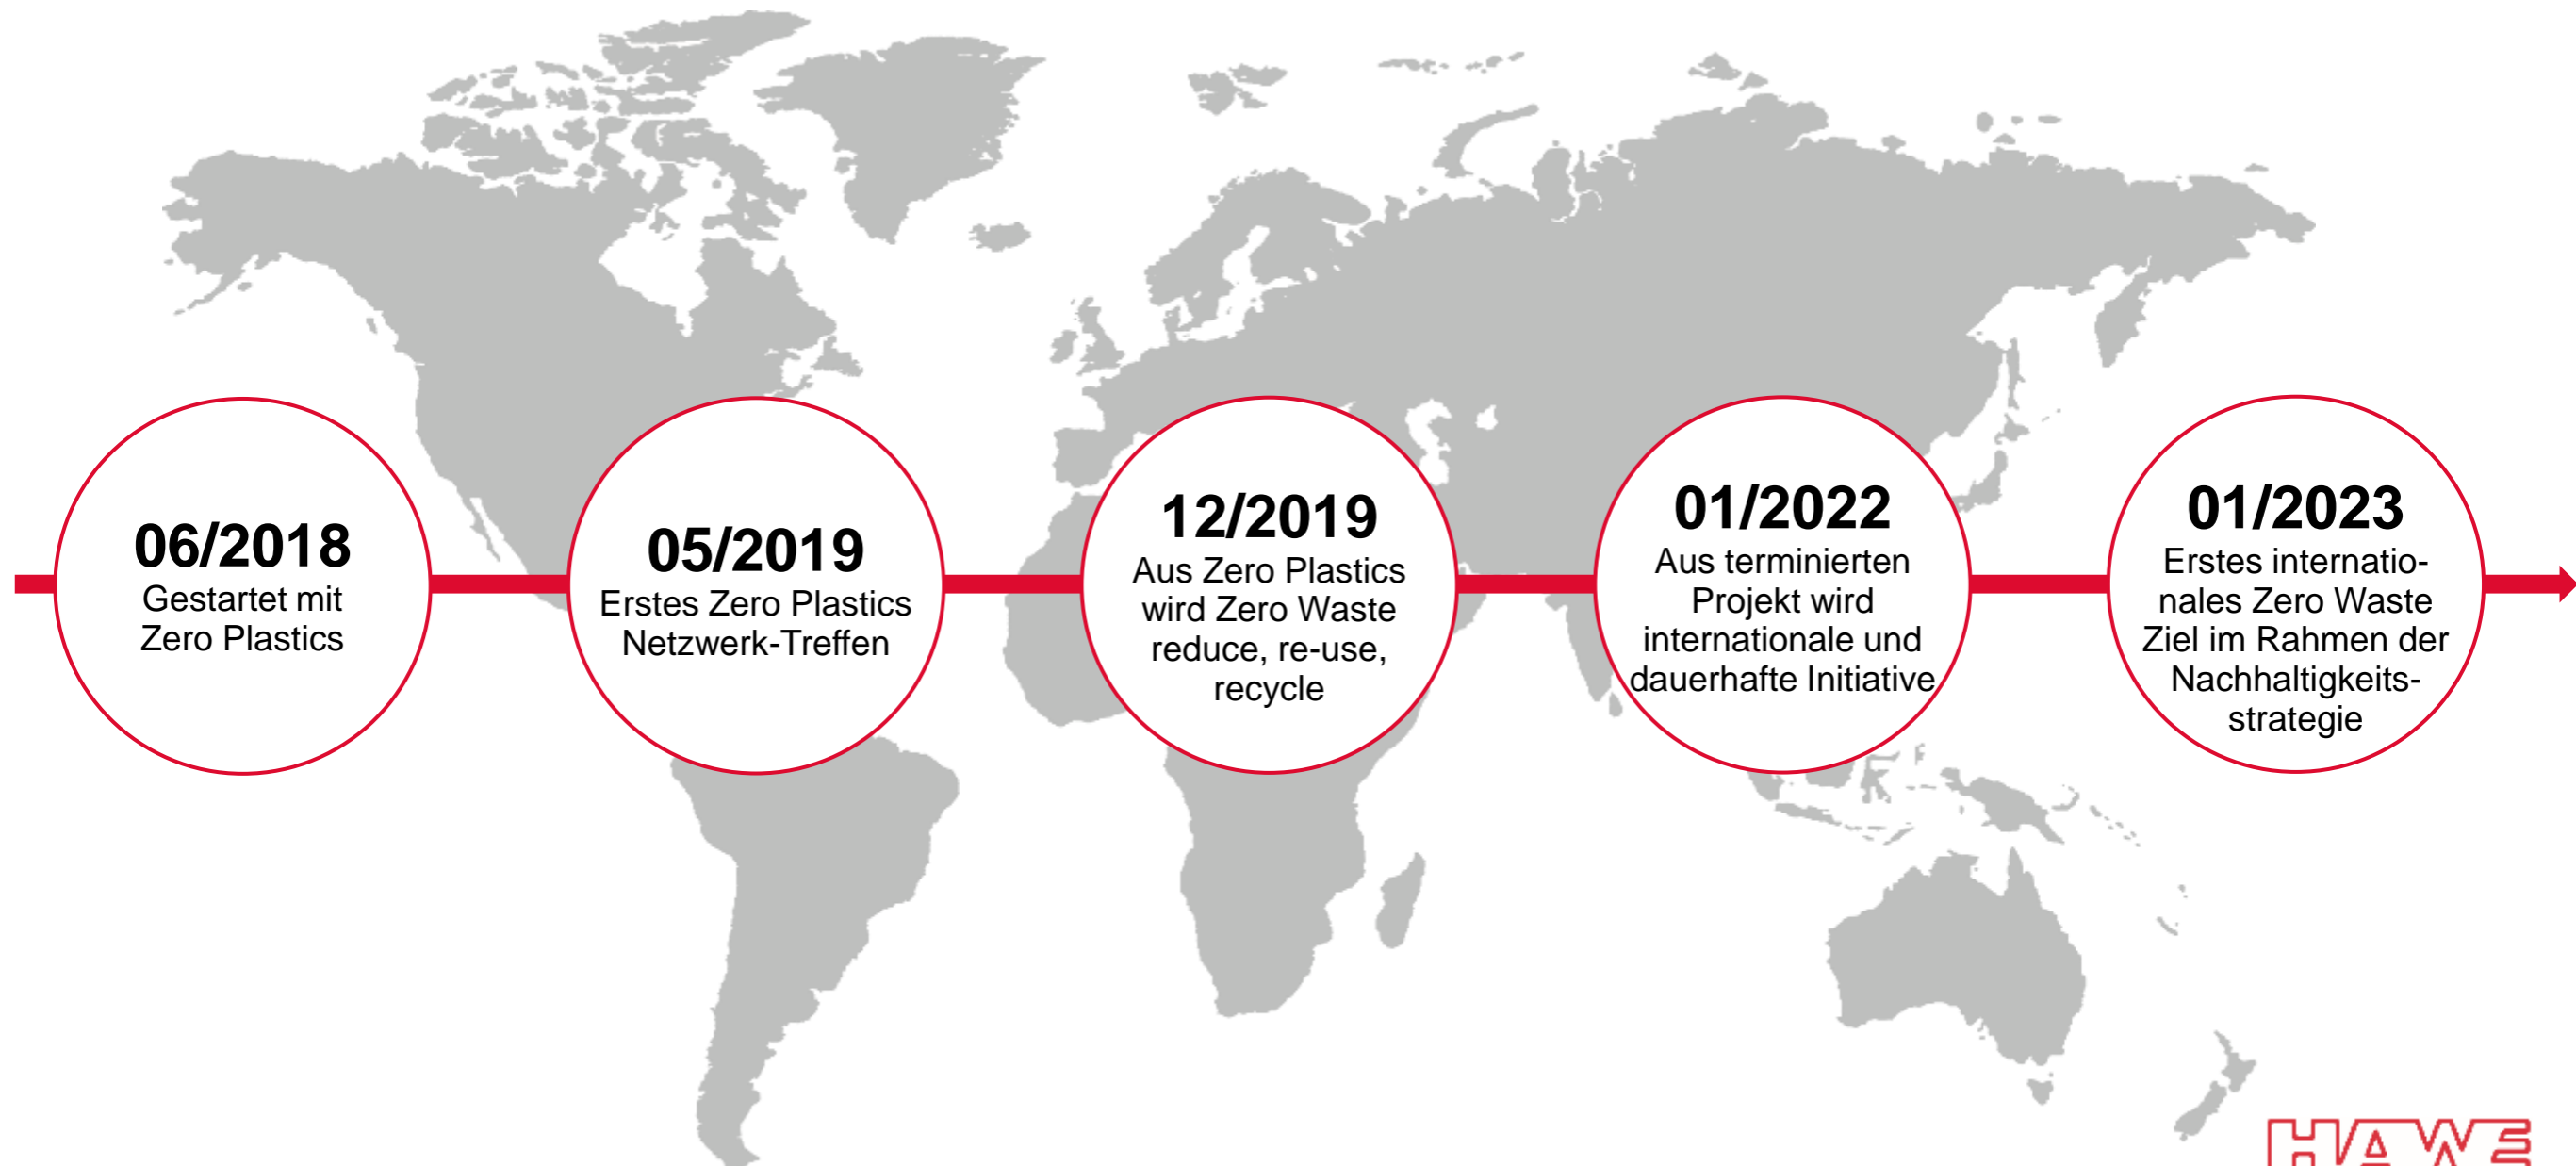 06/2018
Gestartet mit
Zero Plastics
05/2019
Erstes Zero Plastics
Netzwerk-Treffen
12/2019
Aus Zero Plastics
wird Zero Waste
reduce, re-use,
recycle
01/2022
Aus terminierten
Projekt wird
internationale und
dauerhafte Initiative
01/2023
Erstes internatio-
nales Zero Waste
Ziel im Rahmen der
Nachhaltigkeits-
strategie
HAWE